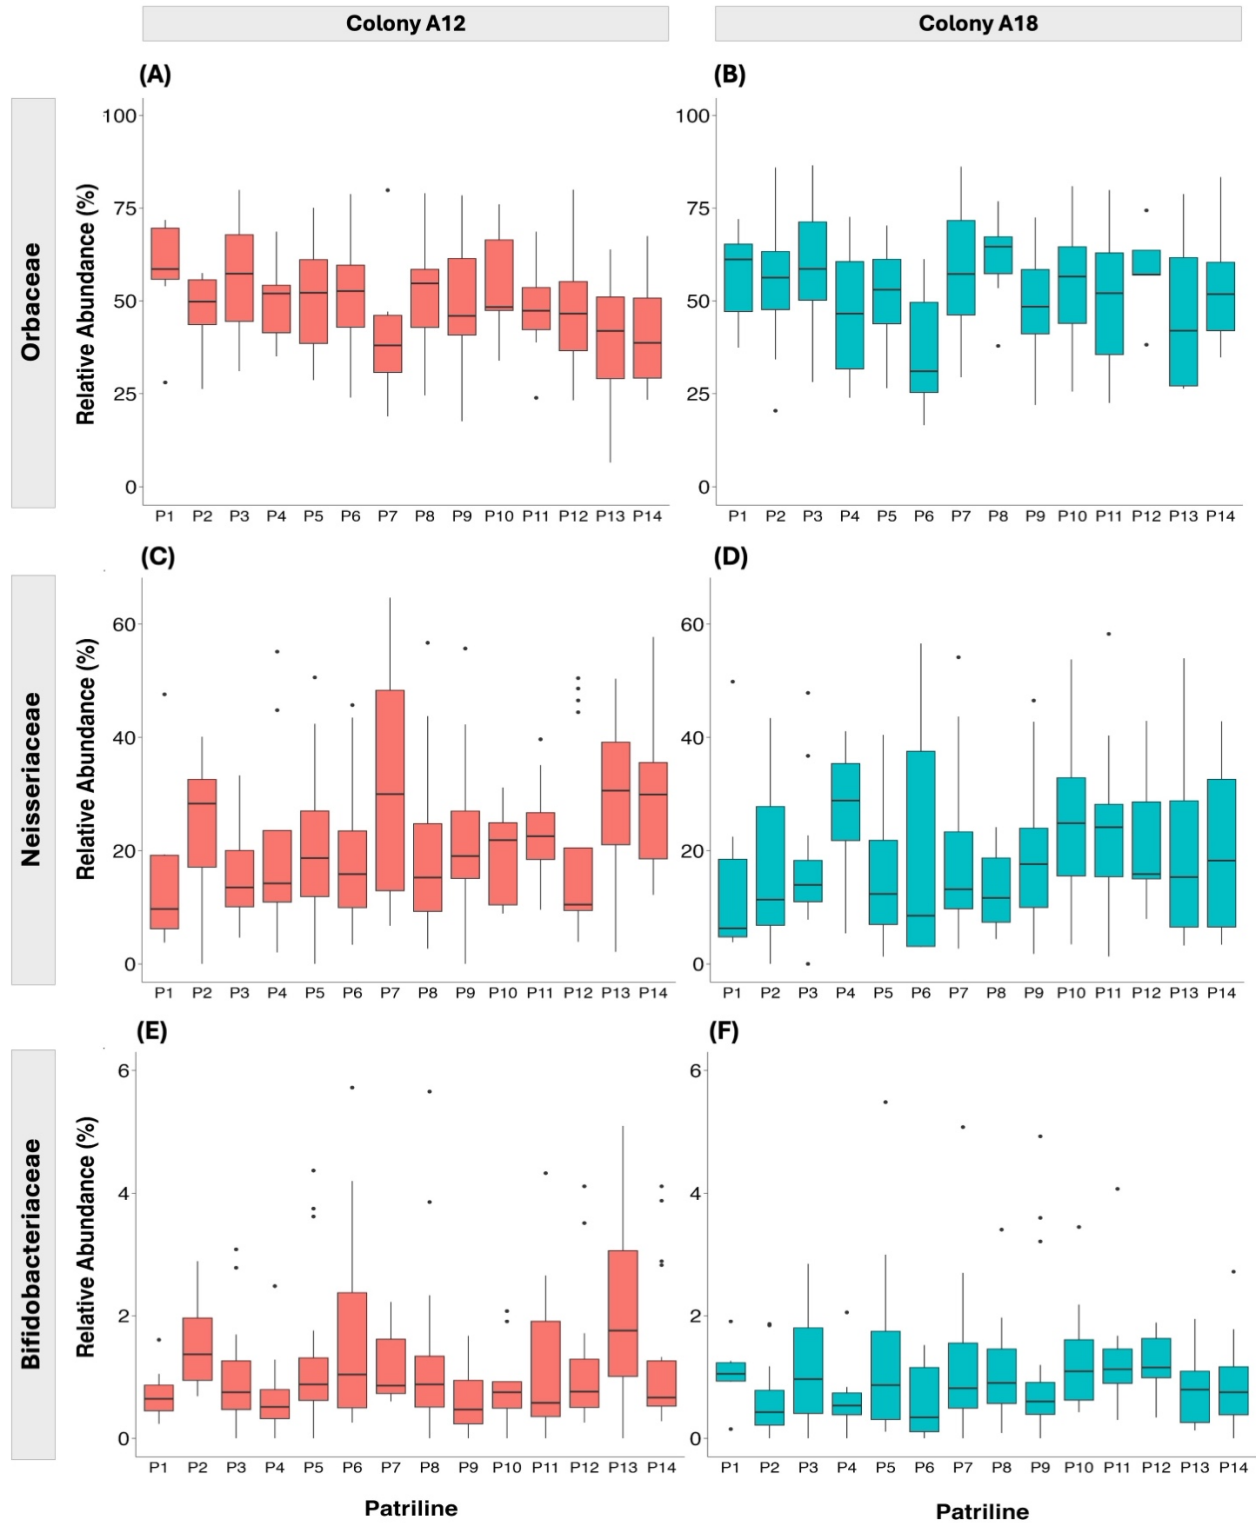 Colony A12
Colony A18
(A)
(B)
Orbaceae
Relative Abundance (%)
100
75
50
25
0
100
75
50
25
0
P1 P2 P3 P4 P5 P6 P7 P8 P9 P10 P11 P12 P13 P14
P1 P2 P3 P4 P5 P6 P7 P8 P9 P10 P11 P12 P13 P14
(C)
(D)
Neisseriaceae
Relative Abundance (%)
60
40
20
0
60
40
20
0
P1 P2 P3 P4 P5 P6 P7 P8 P9 P10 P11 P12 P13 P14
P1 P2 P3 P4 P5 P6 P7 P8 P9 P10 P11 P12 P13 P14
(E)
(F)
Bifidobacteriaceae
Relative Abundance (%)
6
4
2
0
6
4
2
0
P1 P2 P3 P4 P5 P6 P7 P8 P9 P10 P11 P12 P13 P14
P1 P2 P3 P4 P5 P6 P7 P8 P9 P10 P11 P12 P13 P14
Patriline
Patriline